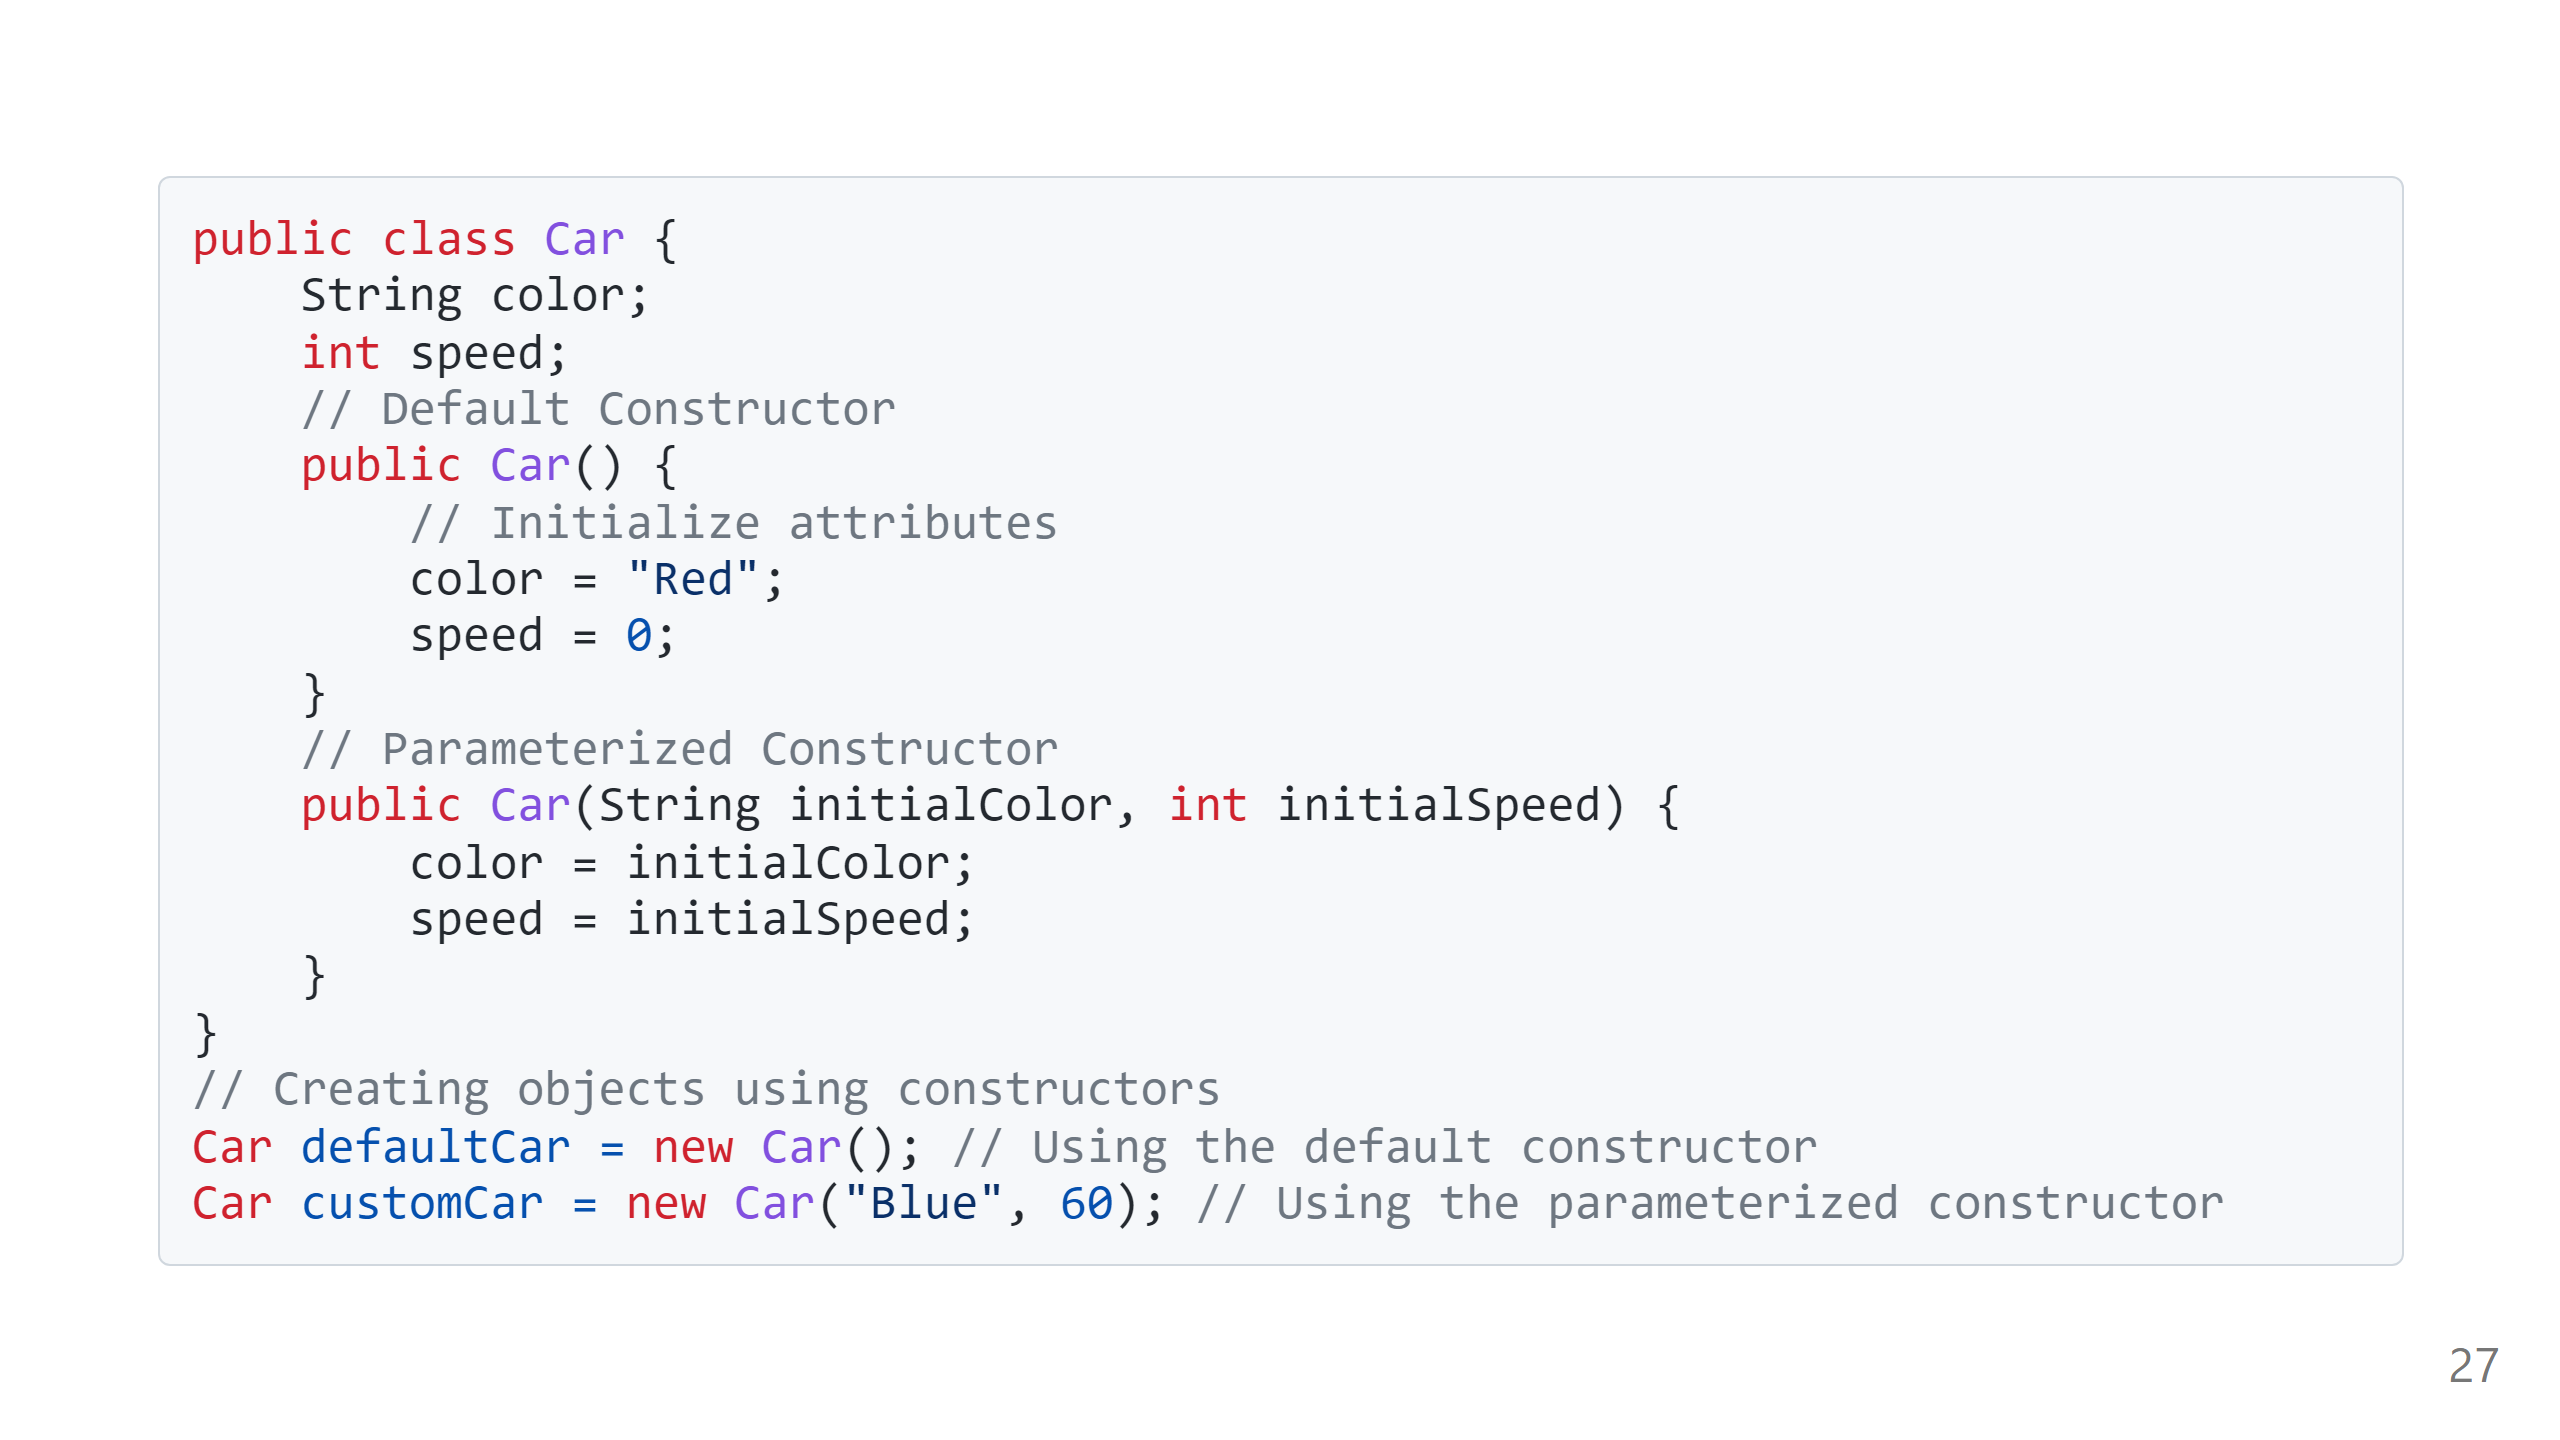 public class Car {
    String color;
    int speed;
    // Default Constructor
    public Car() {
        // Initialize attributes
        color = "Red";
        speed = 0;
    }
    // Parameterized Constructor
    public Car(String initialColor, int initialSpeed) {
        color = initialColor;
        speed = initialSpeed;
    }
}
// Creating objects using constructors
Car defaultCar = new Car(); // Using the default constructor
Car customCar = new Car("Blue", 60); // Using the parameterized constructor
27